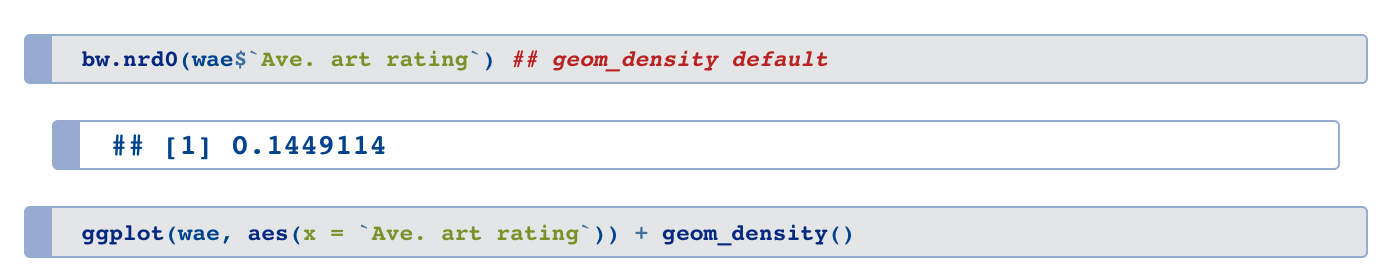 bw.nrd0(wae$`Ave. art rating`) ## geom_density default
## [1] 0.1449114
ggplot(wae, aes(x = `Ave. art rating`)) + geom_density()